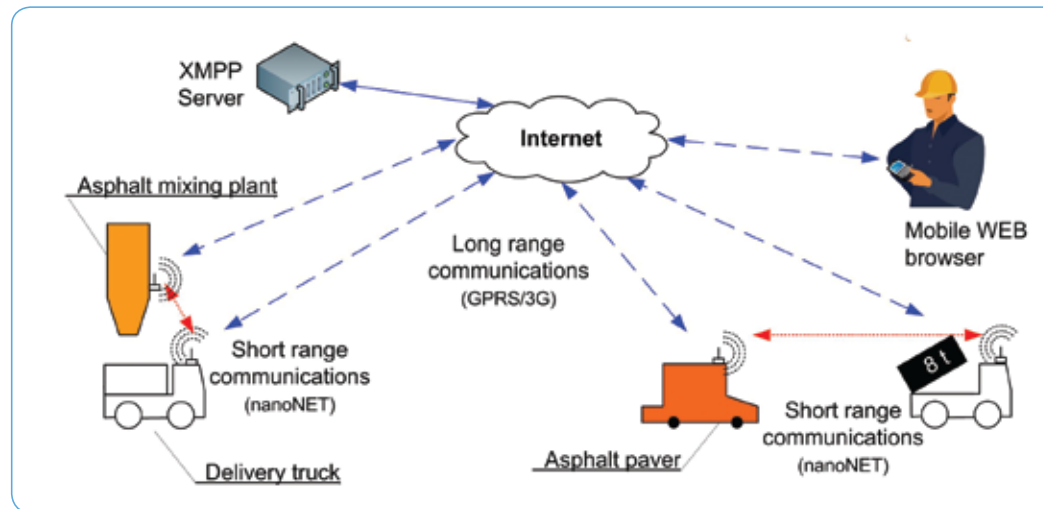 XMPP
Server
Internet
Asphalt mixing plant
Mobile WEB
browser
Long range
communications
(GPRS/3G)
Short range
communications
(nanoNET)
8 t
Short range
communications
(nanoNET)
Asphalt paver
Delivery truck